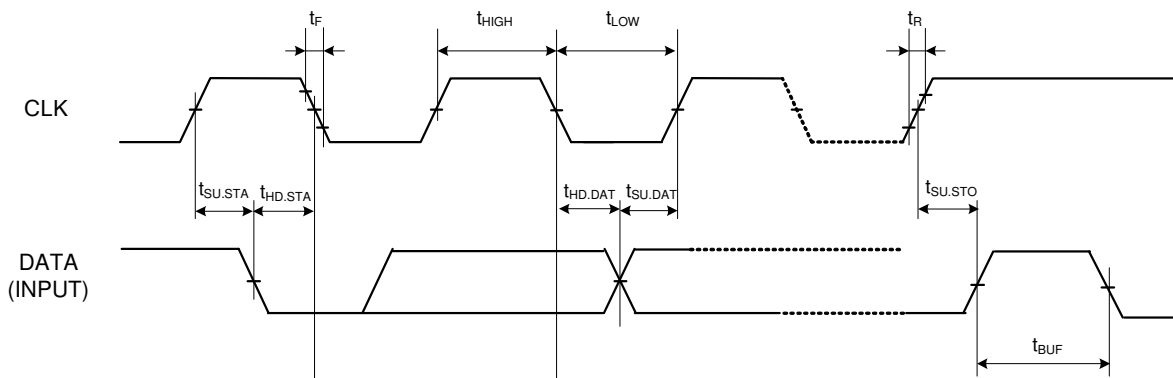 tF
tHIGH
tLOW
tR
CLK
tSU.STA
tHD.STA
tHD.DAT
tSU.DAT
tSU.STO
DATA
(INPUT)
tBUF